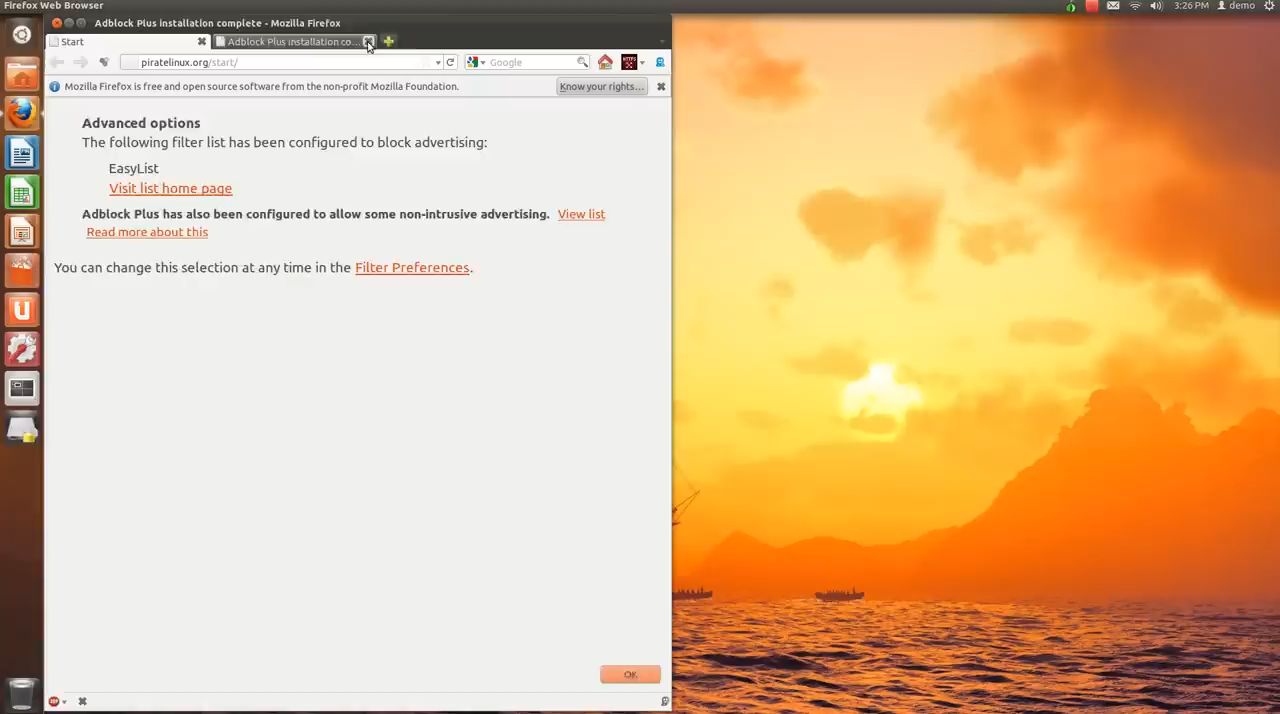 Firefox Web Browser
3:26 PM
demo
Adblock Plus installation complete - Mozilla Firefox
Start
Adblock Plus installation co...
piratelinux.org/start/
Google
Mozilla Firefox is free and open source software from the non-profit Mozilla Foundation.
Know your rights...
Advanced options
The following filter list has been configured to block advertising:
EasyList
Visit list home page
Adblock Plus has also been configured to allow some non-intrusive advertising. View list
Read more about this
You can change this selection at any time in the Filter Preferences.
OK